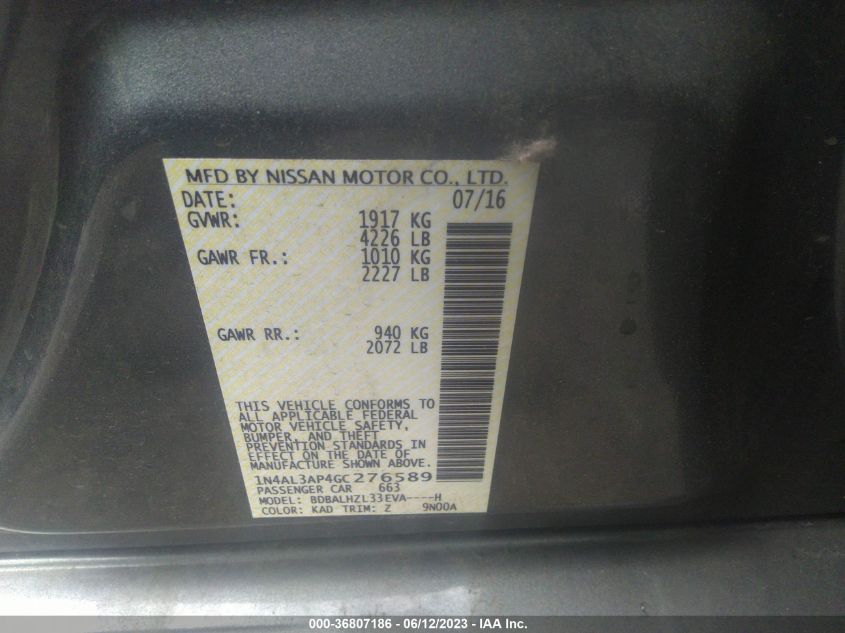 MFD BY NISSAN MOTOR CO., LTD.
DATE: 07/16
GVWR: 1917 KG
4226 LB
GAWR FR.: 1010 KG
2227 LB
GAWR RR.: 940 KG
2072 LB
THIS VEHICLE CONFORMS TO
ALL APPLICABLE FEDERAL
MOTOR VEHICLE SAFETY,
BUMPER, AND THEFT
PREVENTION STANDARDS IN
EFFECT ON THE DATE OF
MANUFACTURE SHOWN ABOVE.
1N4AL3AP4GC276589
PASSENGER CAR 663
MODEL: BDBALHZL33EVA----H
COLOR: KAD TRIM: Z 9N00A
000-36807186 - 06/12/2023 - IAA Inc.